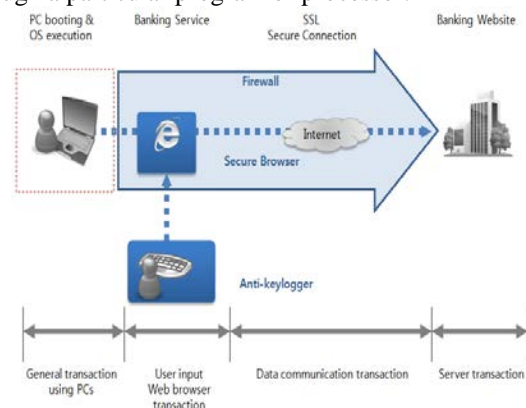 PC booting &
OS execution
Banking Service
SSL
Secure Connection
Banking Website
Firewall
Internet
Secure Browser
Anti-keylogger
General transaction
using PCs
User input
Web browser
transaction
Data communication transaction
Server transaction